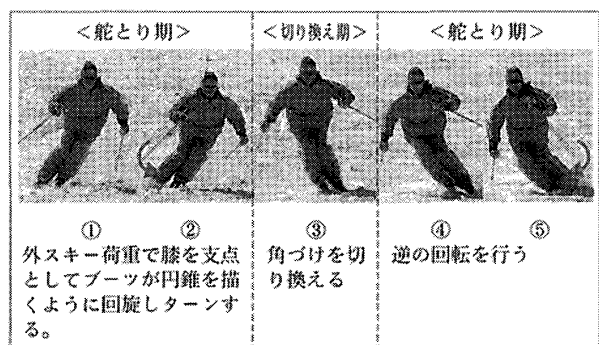 <舵とり期>
<切り換え期>
<舵とり期>
①
②
③
④
⑤
外スキー荷重で膝を支点
としてブーツが円錐を描
くように回旋しターンす
る。
角づけを切
り換える
逆の回転を行う